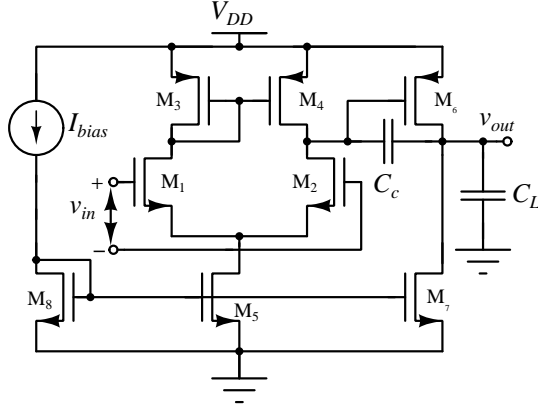 V_DD
M_3
M_4
M_6
I_bias
v_out
+
M_1
M_2
C_c
v_in
C_L
−
M_8
M_5
M_7